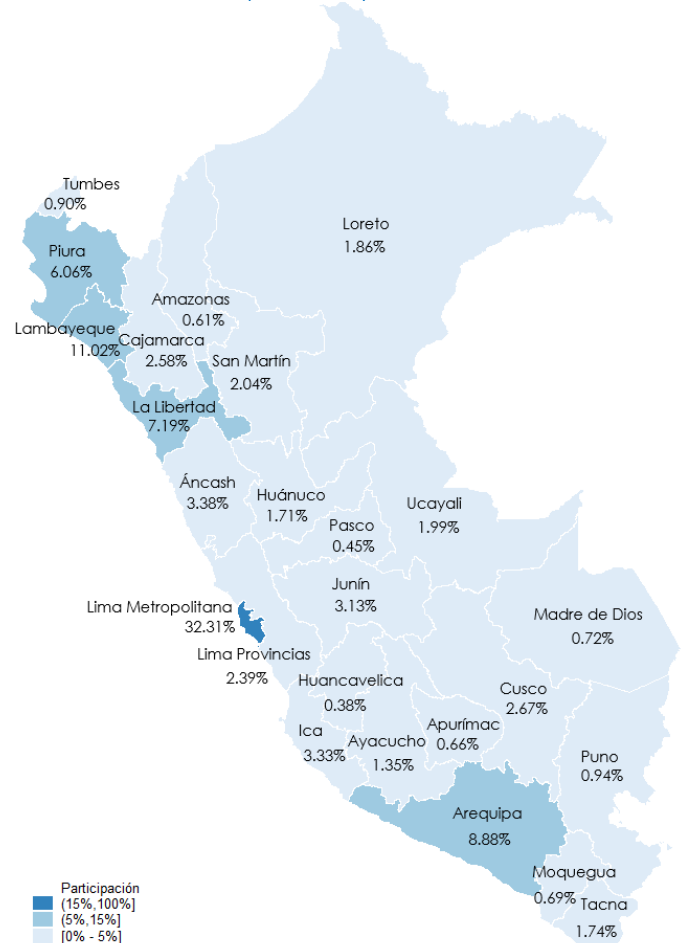 Tumbes
0.90%
Piura
6.06%
Loreto
1.86%
Amazonas
0.61%
Lambayeque
11.02%
Cajamarca
2.58%
San Martín
2.04%
La Libertad
7.19%
Áncash
3.38%
Huánuco
1.71%
Ucayali
1.99%
Pasco
0.45%
Junín
3.13%
Lima Metropolitana
32.31%
Madre de Dios
0.72%
Lima Provincias
2.39%
Huancavelica
0.38%
Cusco
2.67%
Ica
3.33%
Ayacucho
1.35%
Apurímac
0.66%
Puno
0.94%
Arequipa
8.88%
Moquegua
0.69%
Tacna
1.74%
Participación
(15%,100%]
(5%,15%]
[0% - 5%]